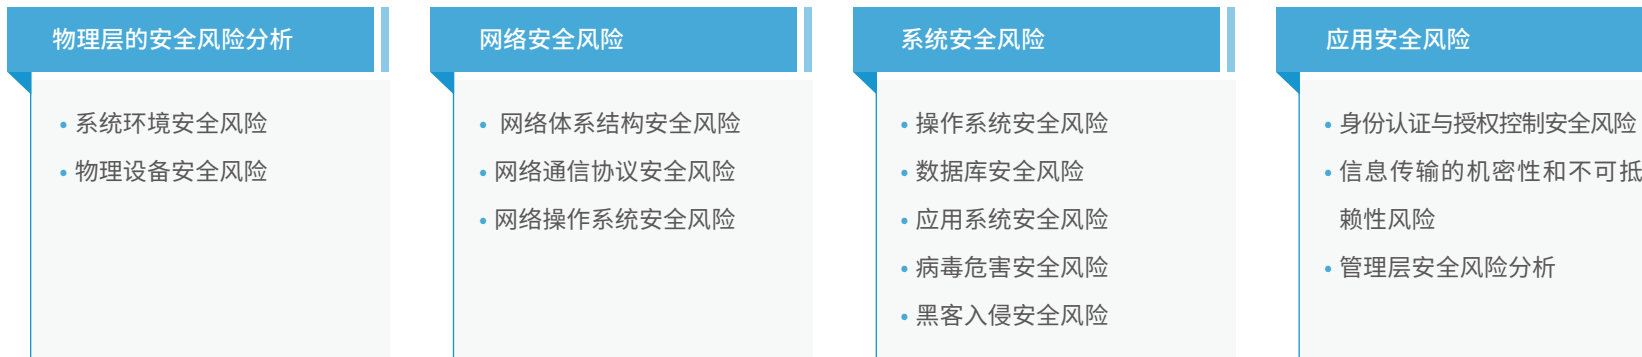 物理层的安全风险分析
系统环境安全风险
物理设备安全风险
网络安全风险
网络体系结构安全风险
网络通信协议安全风险
网络操作系统安全风险
系统安全风险
操作系统安全风险
数据库安全风险
应用系统安全风险
病毒危害安全风险
黑客入侵安全风险
应用安全风险
身份认证与授权控制安全风险
信息传输的机密性和不可抵
赖性风险
管理层安全风险分析